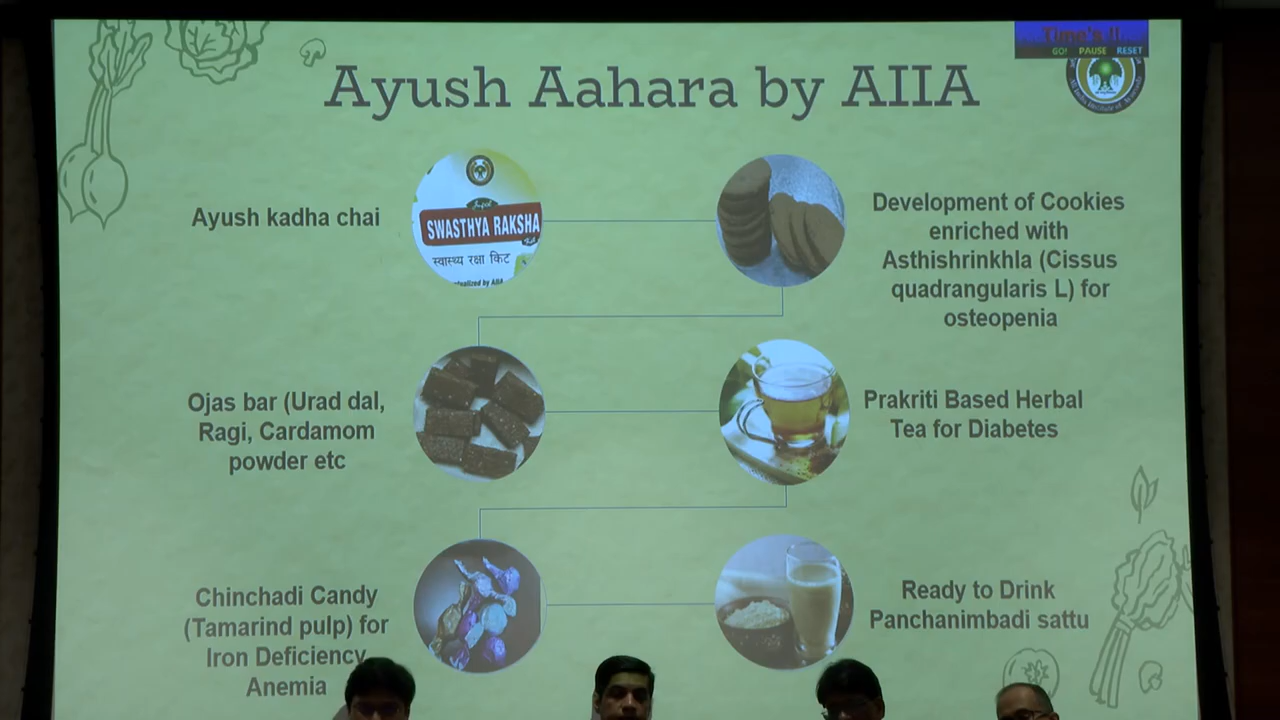 Time's !!
GO! PAUSE RESET
Ayush Aahara by AIIA
Ayush kadha chai
SWASTHYA RAKSHA
स्वास्थ्य रक्षा किट
Development of Cookies
enriched with
Asthishrinkhla (Cissus
quadrangularis L) for
osteopenia
Ojas bar (Urad dal,
Ragi, Cardamom
powder etc
Prakriti Based Herbal
Tea for Diabetes
Chinchadi Candy
(Tamarind pulp) for
Iron Deficiency
Anemia
Ready to Drink
Panchanimbadi sattu